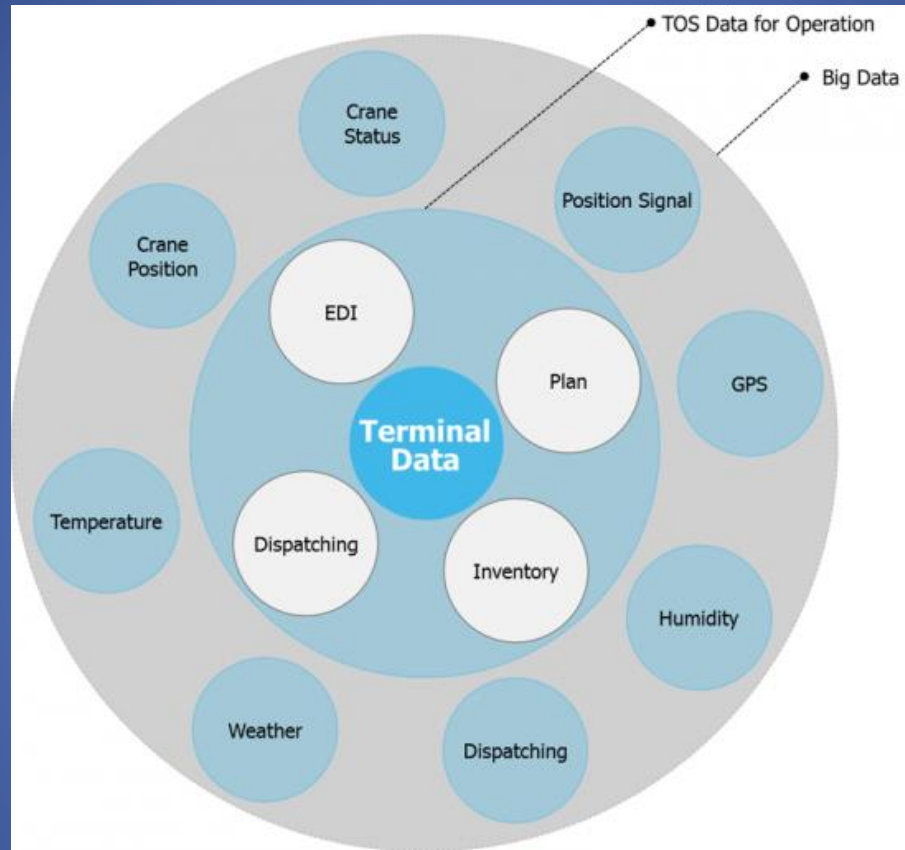 TOS Data for Operation
Big Data
Crane
Status
Position Signal
Crane
Position
EDI
Plan
GPS
Terminal
Data
Temperature
Dispatching
Inventory
Humidity
Weather
Dispatching